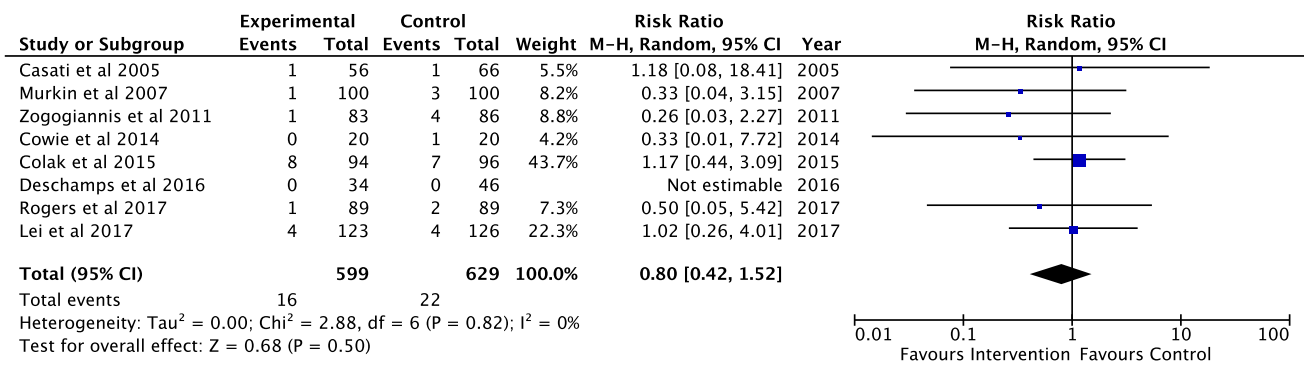 Experimental Control Risk Ratio Risk Ratio
Study or Subgroup Events Total Events Total Weight M-H, Random, 95% CI Year M-H, Random, 95% CI
Casati et al 2005 1 56 1 66 5.5% 1.18 [0.08, 18.41] 2005
Murkin et al 2007 1 100 3 100 8.2% 0.33 [0.04, 3.15] 2007
Zogogiannis et al 2011 1 83 4 86 8.8% 0.26 [0.03, 2.27] 2011
Cowie et al 2014 0 20 1 20 4.2% 0.33 [0.01, 7.72] 2014
Colak et al 2015 8 94 7 96 43.7% 1.17 [0.44, 3.09] 2015
Deschamps et al 2016 0 34 0 46 Not estimable 2016
Rogers et al 2017 1 89 2 89 7.3% 0.50 [0.05, 5.42] 2017
Lei et al 2017 4 123 4 126 22.3% 1.02 [0.26, 4.01] 2017
Total (95% CI) 599 629 100.0% 0.80 [0.42, 1.52]
Total events 16 22
Heterogeneity: Tau² = 0.00; Chi² = 2.88, df = 6 (P = 0.82); I² = 0%
Test for overall effect: Z = 0.68 (P = 0.50)
0.01 0.1 1 10 100
Favours Intervention Favours Control